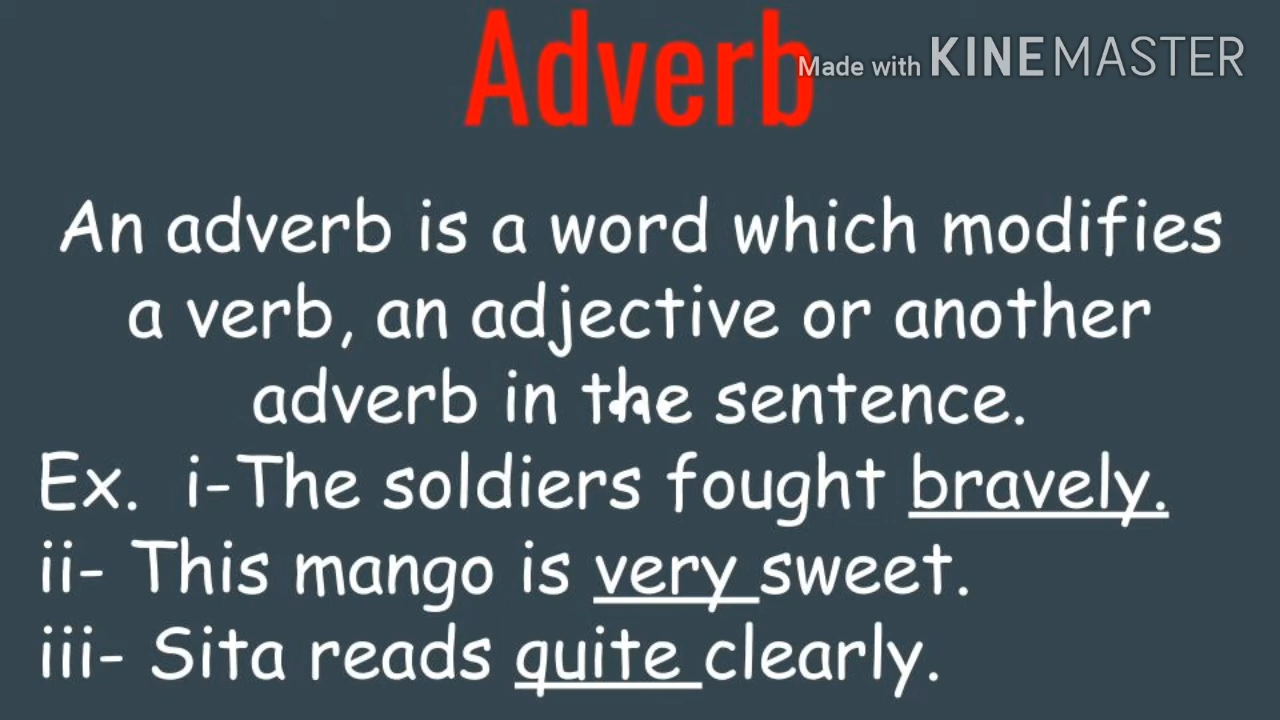 Adverb
Made with KINEMASTER
An adverb is a word which modifies
a verb, an adjective or another
adverb in the sentence.
Ex. i-The soldiers fought bravely.
ii- This mango is very sweet.
iii- Sita reads quite clearly.